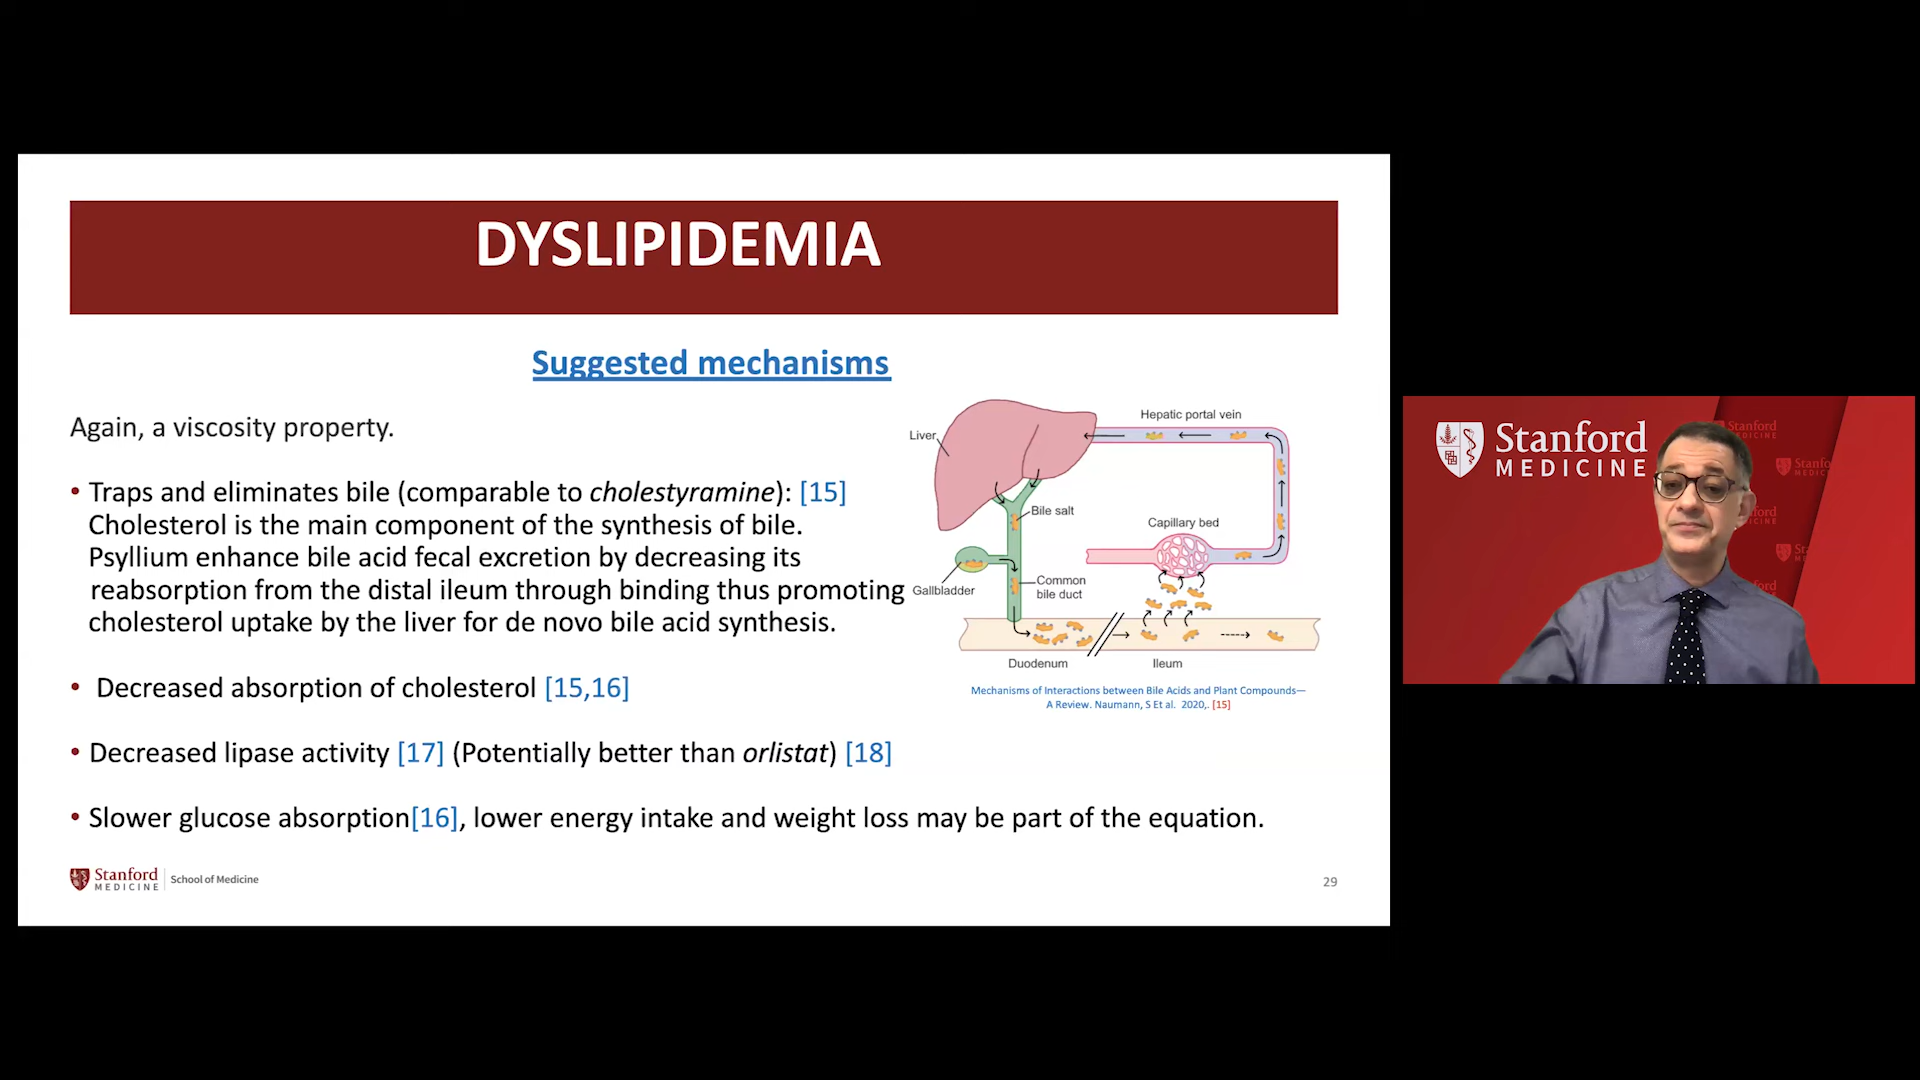 DYSLIPIDEMIA
Suggested mechanisms
Again, a viscosity property.
• Traps and eliminates bile (comparable to cholestyramine): [15]
Cholesterol is the main component of the synthesis of bile.
Psyllium enhance bile acid fecal excretion by decreasing its
reabsorption from the distal ileum through binding thus promoting
cholesterol uptake by the liver for de novo bile acid synthesis.
• Decreased absorption of cholesterol [15,16]
• Decreased lipase activity [17] (Potentially better than orlistat) [18]
• Slower glucose absorption[16], lower energy intake and weight loss may be part of the equation.
Liver
Hepatic portal vein
Bile salt
Capillary bed
Gallbladder
Common
bile duct
Duodenum
Ileum
Mechanisms of Interactions between Bile Acids and Plant Compounds—
A Review. Naumann, S Et al. 2020,. [15]
Stanford
MEDICINE
School of Medicine
29
Stanford
MEDICINE